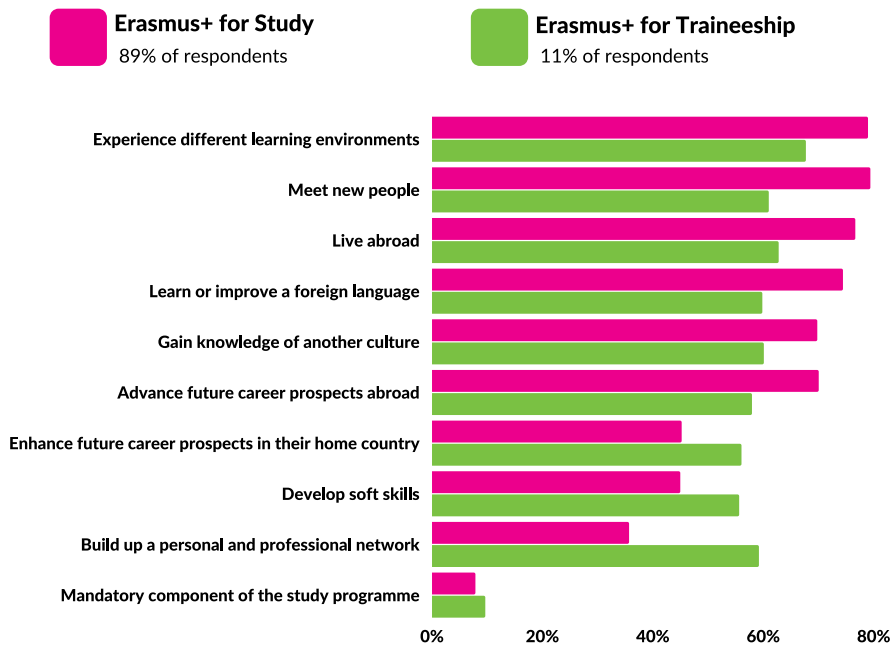 Erasmus+ for Study
89% of respondents
Erasmus+ for Traineeship
11% of respondents
Experience different learning environments
Meet new people
Live abroad
Learn or improve a foreign language
Gain knowledge of another culture
Advance future career prospects abroad
Enhance future career prospects in their home country
Develop soft skills
Build up a personal and professional network
Mandatory component of the study programme
0% 20% 40% 60% 80%